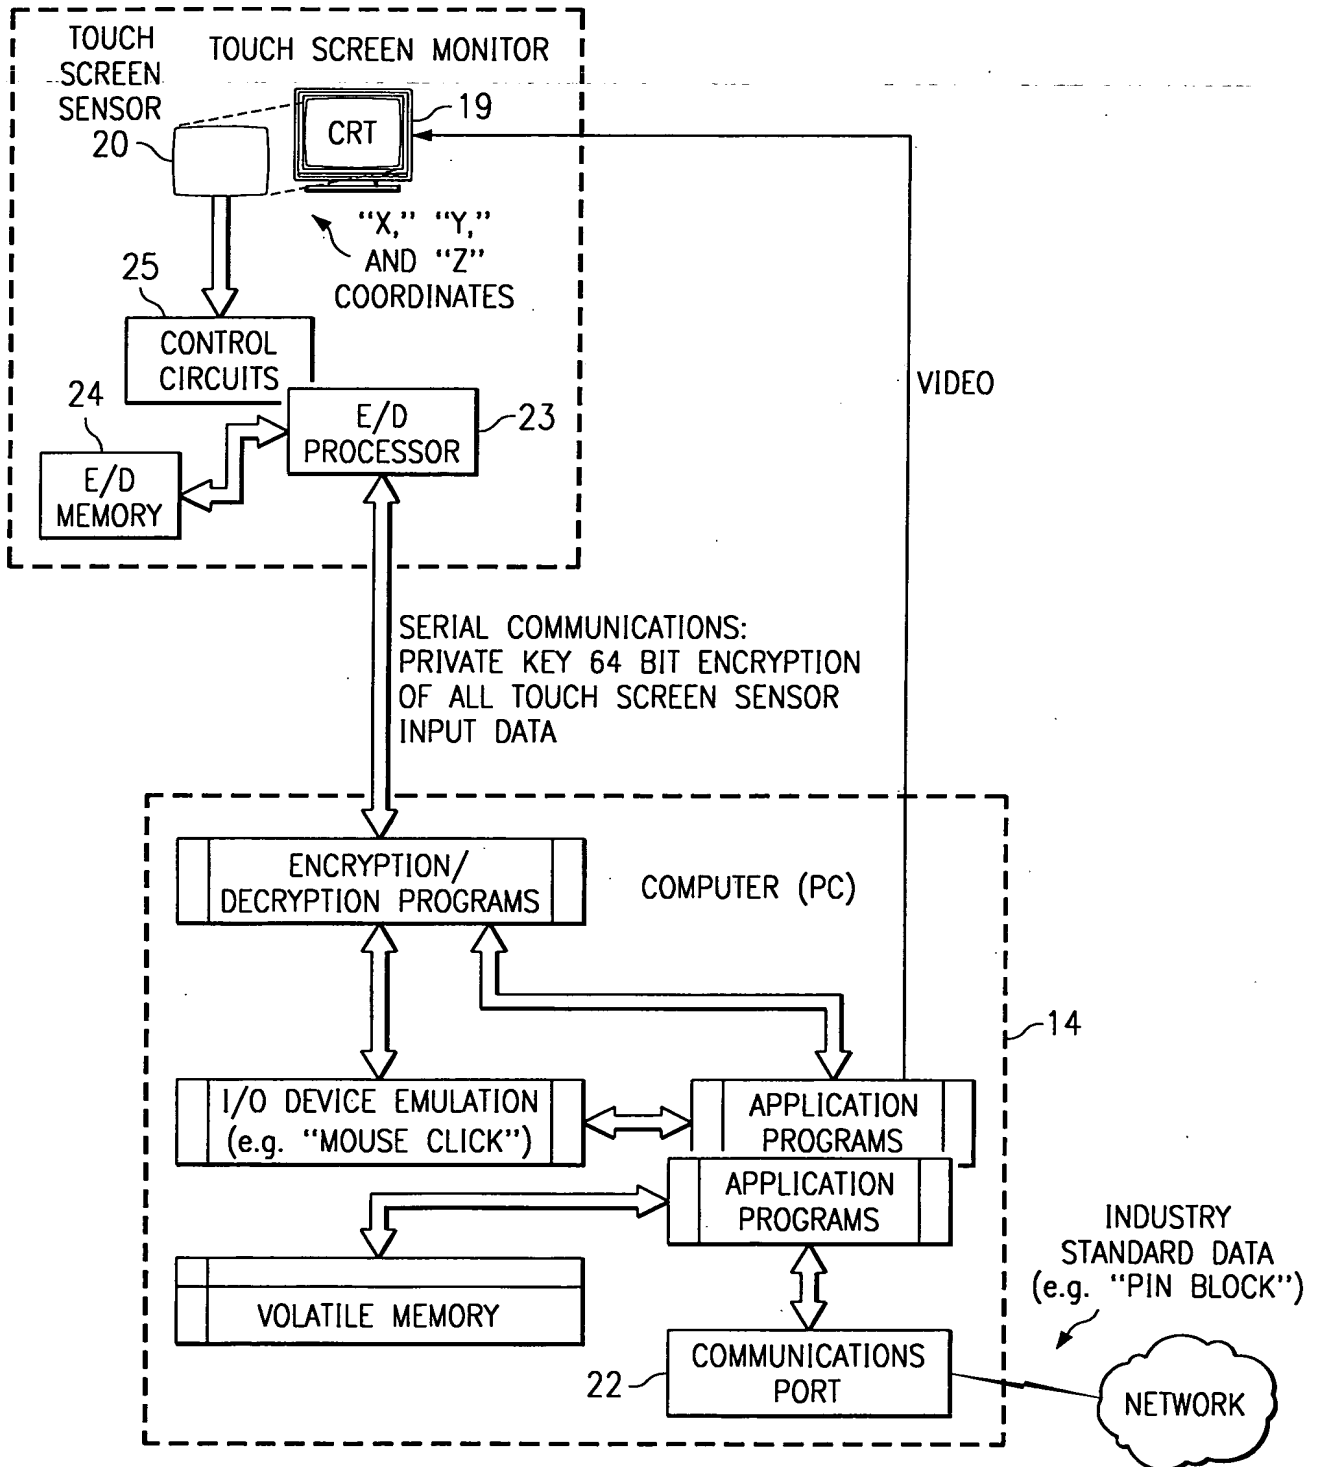 TOUCH
SCREEN
SENSOR
20
TOUCH SCREEN MONITOR
CRT
19
“X,” “Y,”
AND “Z”
COORDINATES
25
CONTROL
CIRCUITS
24
E/D
MEMORY
E/D
PROCESSOR
23
VIDEO
SERIAL COMMUNICATIONS:
PRIVATE KEY 64 BIT ENCRYPTION
OF ALL TOUCH SCREEN SENSOR
INPUT DATA
ENCRYPTION/
DECRYPTION PROGRAMS
COMPUTER (PC)
14
I/O DEVICE EMULATION
(e.g. “MOUSE CLICK”)
APPLICATION
PROGRAMS
APPLICATION
PROGRAMS
VOLATILE MEMORY
INDUSTRY
STANDARD DATA
(e.g. “PIN BLOCK”)
22
COMMUNICATIONS
PORT
NETWORK